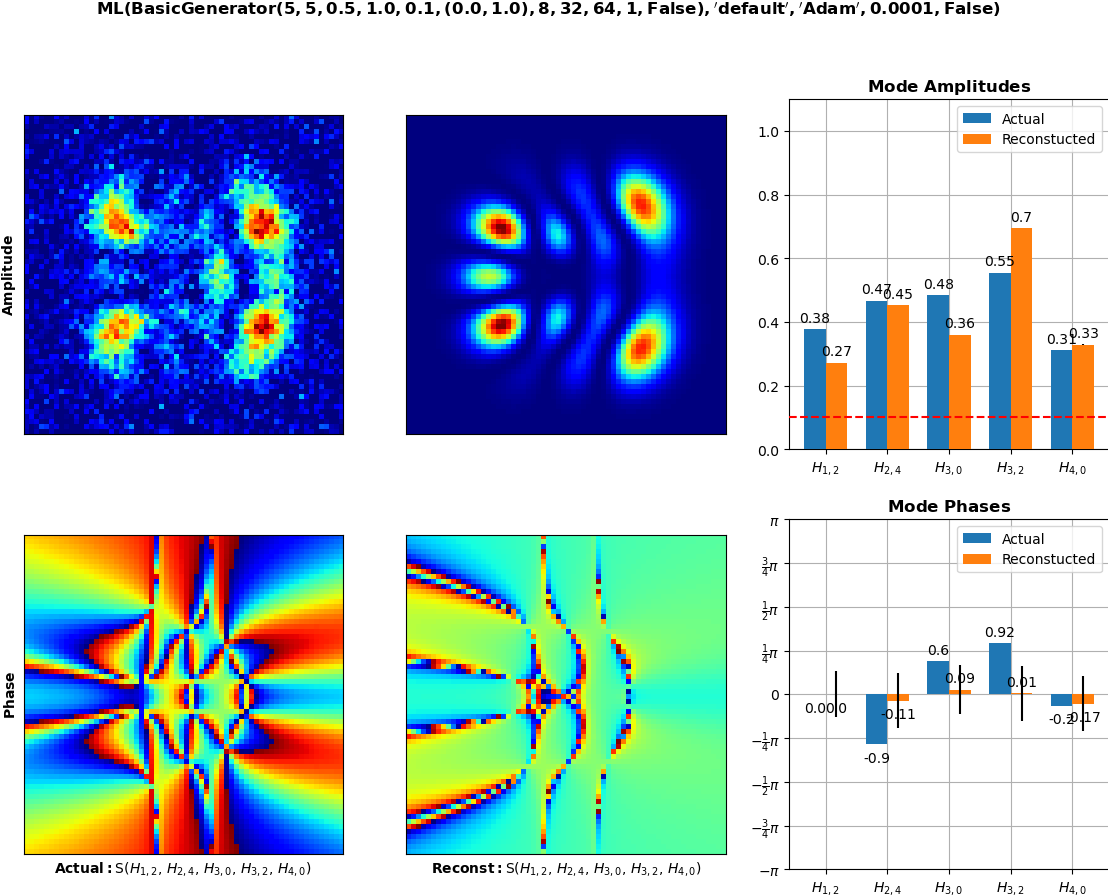 ML(BasicGenerator(5, 5, 0.5, 1.0, 0.1, (0.0, 1.0), 8, 32, 64, 1, False), 'default', 'Adam', 0.0001, False)
Amplitude
Mode Amplitudes
Actual
Reconstucted
1.0
0.8
0.6
0.4
0.2
0.0
0.38
0.27
0.47
0.45
0.48
0.36
0.55
0.7
0.31
0.33
H1,2
H2,4
H3,0
H3,2
H4,0
Phase
Actual: S(H1,2, H2,4, H3,0, H3,2, H4,0)
Reconst: S(H1,2, H2,4, H3,0, H3,2, H4,0)
Mode Phases
Actual
Reconstucted
π
3/4π
1/2π
1/4π
0
−1/4π
−1/2π
−3/4π
−π
0.0
0.0
-0.9
-0.11
0.6
0.09
0.92
0.01
-0.2
-0.17
H1,2
H2,4
H3,0
H3,2
H4,0